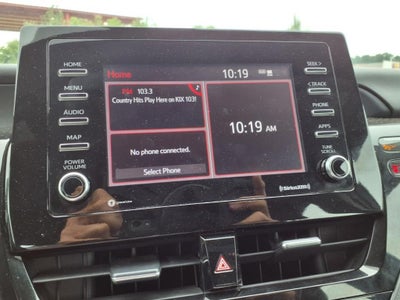 HOME
MENU
AUDIO
MAP
POWER
VOLUME
Home
10:19
FM 103.3
Country Hits Play Here on KIX 103!
No phone connected.
Select Phone
10:19 AM
SEEK >
< TRACK
PHONE
APPS
TUNE
SCROLL
((SiriusXM))